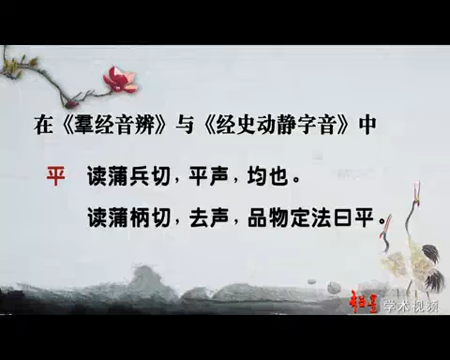 在《羣经音辨》与《经史动静字音》中
平 读蒲兵切，平声，均也。
读蒲柄切，去声，品物定法曰平。
学术视频